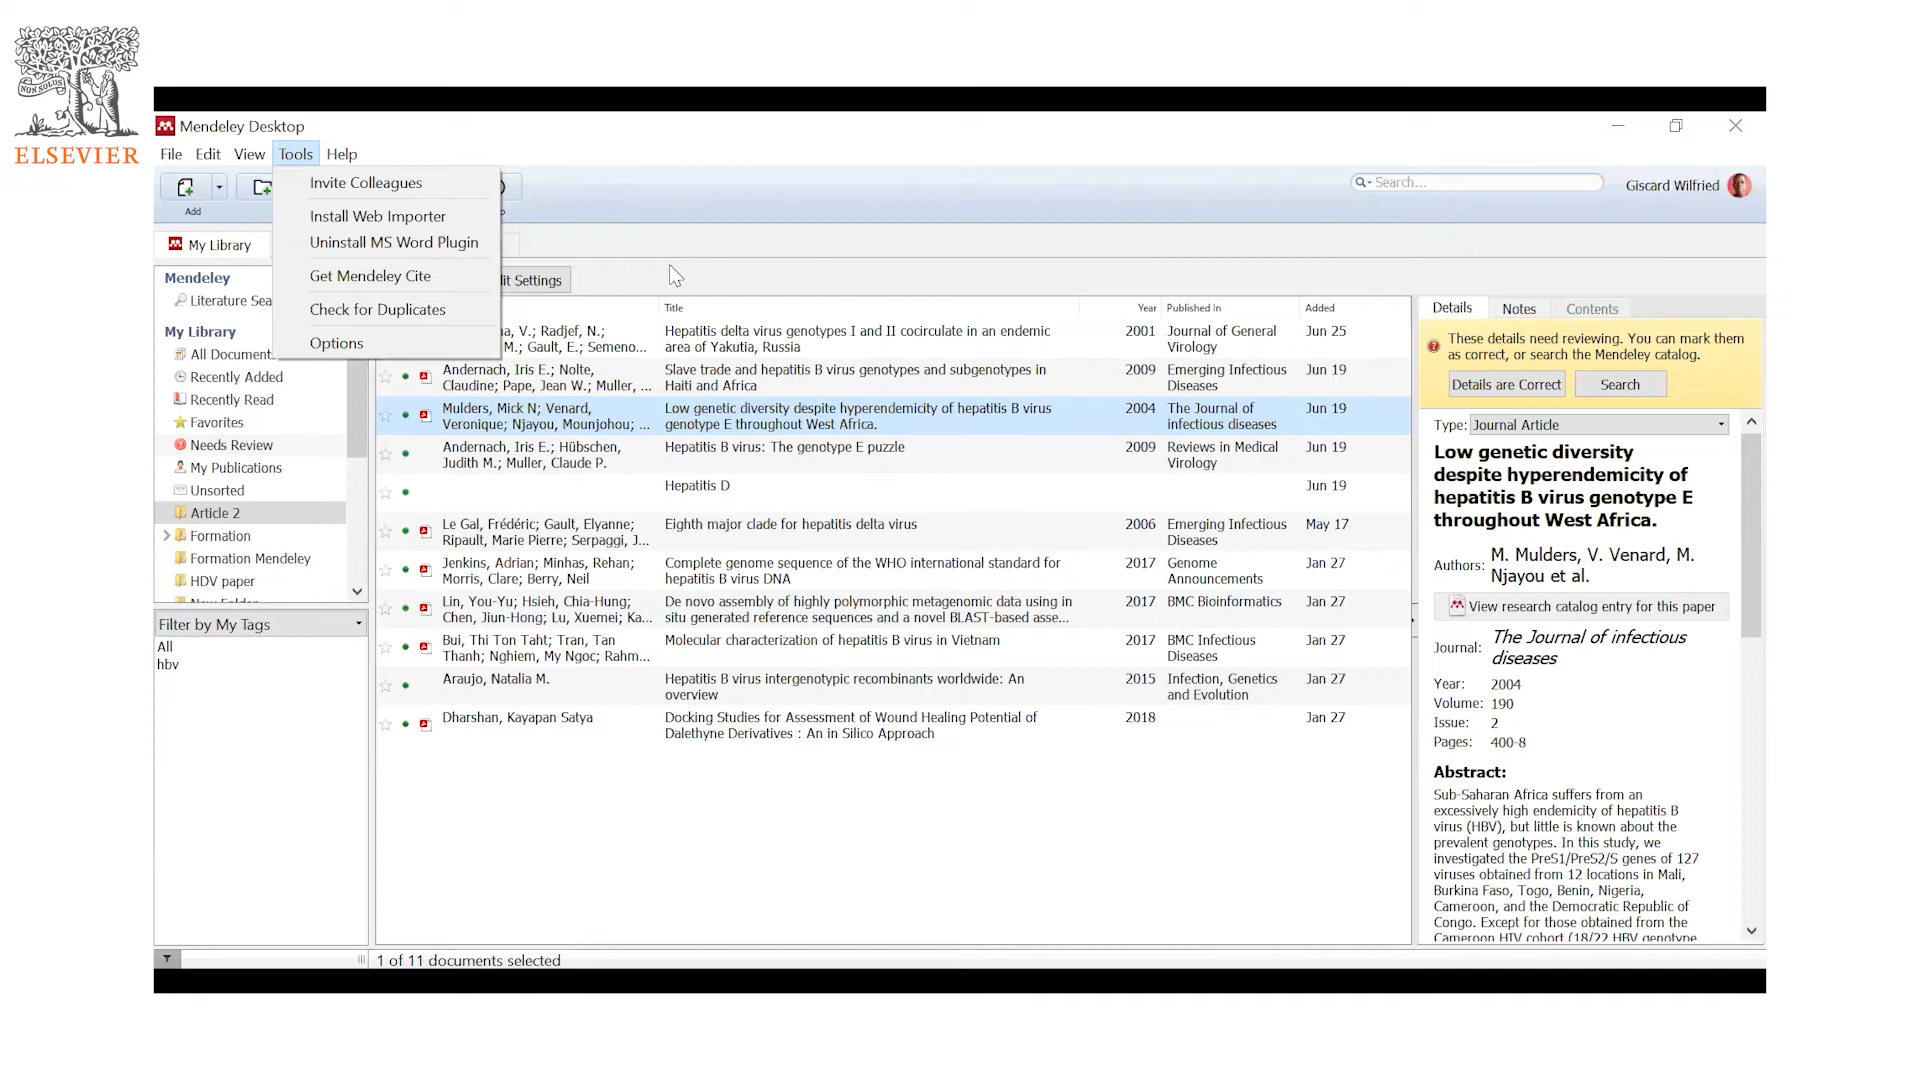 NON SOLUS
ELSEVIER
Mendeley Desktop
File Edit View Tools Help
Invite Colleagues
Install Web Importer
Uninstall MS Word Plugin
Get Mendeley Cite
Check for Duplicates
Options
Add
Search...
Giscard Wilfried
My Library
Mendeley
Literature Sea
My Library
All Document
Recently Added
Recently Read
Favorites
Needs Review
My Publications
Unsorted
Article 2
Formation
Formation Mendeley
HDV paper
Filter by My Tags
All
hbv
lit Settings
Title Year Published In Added
na, V.; Radjef, N.;
M.; Gault, E.; Semeno...
Hepatitis delta virus genotypes I and II cocirculate in an endemic
area of Yakutia, Russia
2001
Journal of General
Virology
Jun 25
Andernach, Iris E.; Nolte,
Claudine; Pape, Jean W.; Muller, ...
Slave trade and hepatitis B virus genotypes and subgenotypes in
Haiti and Africa
2009
Emerging Infectious
Diseases
Jun 19
Mulders, Mick N; Venard,
Veronique; Njayou, Mounjohou; ...
Low genetic diversity despite hyperendemicity of hepatitis B virus
genotype E throughout West Africa.
2004
The Journal of
infectious diseases
Jun 19
Andernach, Iris E.; Hübschen,
Judith M.; Muller, Claude P.
Hepatitis B virus: The genotype E puzzle
2009
Reviews in Medical
Virology
Jun 19
Hepatitis D
Jun 19
Le Gal, Frédéric; Gault, Elyanne;
Ripault, Marie Pierre; Serpaggi, J...
Eighth major clade for hepatitis delta virus
2006
Emerging Infectious
Diseases
May 17
Jenkins, Adrian; Minhas, Rehan;
Morris, Clare; Berry, Neil
Complete genome sequence of the WHO international standard for
hepatitis B virus DNA
2017
Genome
Announcements
Jan 27
Lin, You-Yu; Hsieh, Chia-Hung;
Chen, Jiun-Hong; Lu, Xuemei; Ka...
De novo assembly of highly polymorphic metagenomic data using in
situ generated reference sequences and a novel BLAST-based asse...
2017
BMC Bioinformatics
Jan 27
Bui, Thi Ton Taht; Tran, Tan
Thanh; Nghiem, My Ngoc; Rahm...
Molecular characterization of hepatitis B virus in Vietnam
2017
BMC Infectious
Diseases
Jan 27
Araujo, Natalia M.
Hepatitis B virus intergenotypic recombinants worldwide: An
overview
2015
Infection, Genetics
and Evolution
Jan 27
Dharshan, Kayapan Satya
Docking Studies for Assessment of Wound Healing Potential of
Dalethyne Derivatives : An in Silico Approach
2018
Jan 27
Details Notes Contents
These details need reviewing. You can mark them
as correct, or search the Mendeley catalog.
Details are Correct Search
Type: Journal Article
Low genetic diversity
despite hyperendemicity of
hepatitis B virus genotype E
throughout West Africa.
Authors: M. Mulders, V. Venard, M.
Njayou et al.
View research catalog entry for this paper
Journal: The Journal of infectious
diseases
Year: 2004
Volume: 190
Issue: 2
Pages: 400-8
Abstract:
Sub-Saharan Africa suffers from an
excessively high endemicity of hepatitis B
virus (HBV), but little is known about the
prevalent genotypes. In this study, we
investigated the PreS1/PreS2/S genes of 127
viruses obtained from 12 locations in Mali,
Burkina Faso, Togo, Benin, Nigeria,
Cameroon, and the Democratic Republic of
Congo. Except for those obtained from the
Cameroon HIV cohort (18/22 HBV genotype
1 of 11 documents selected